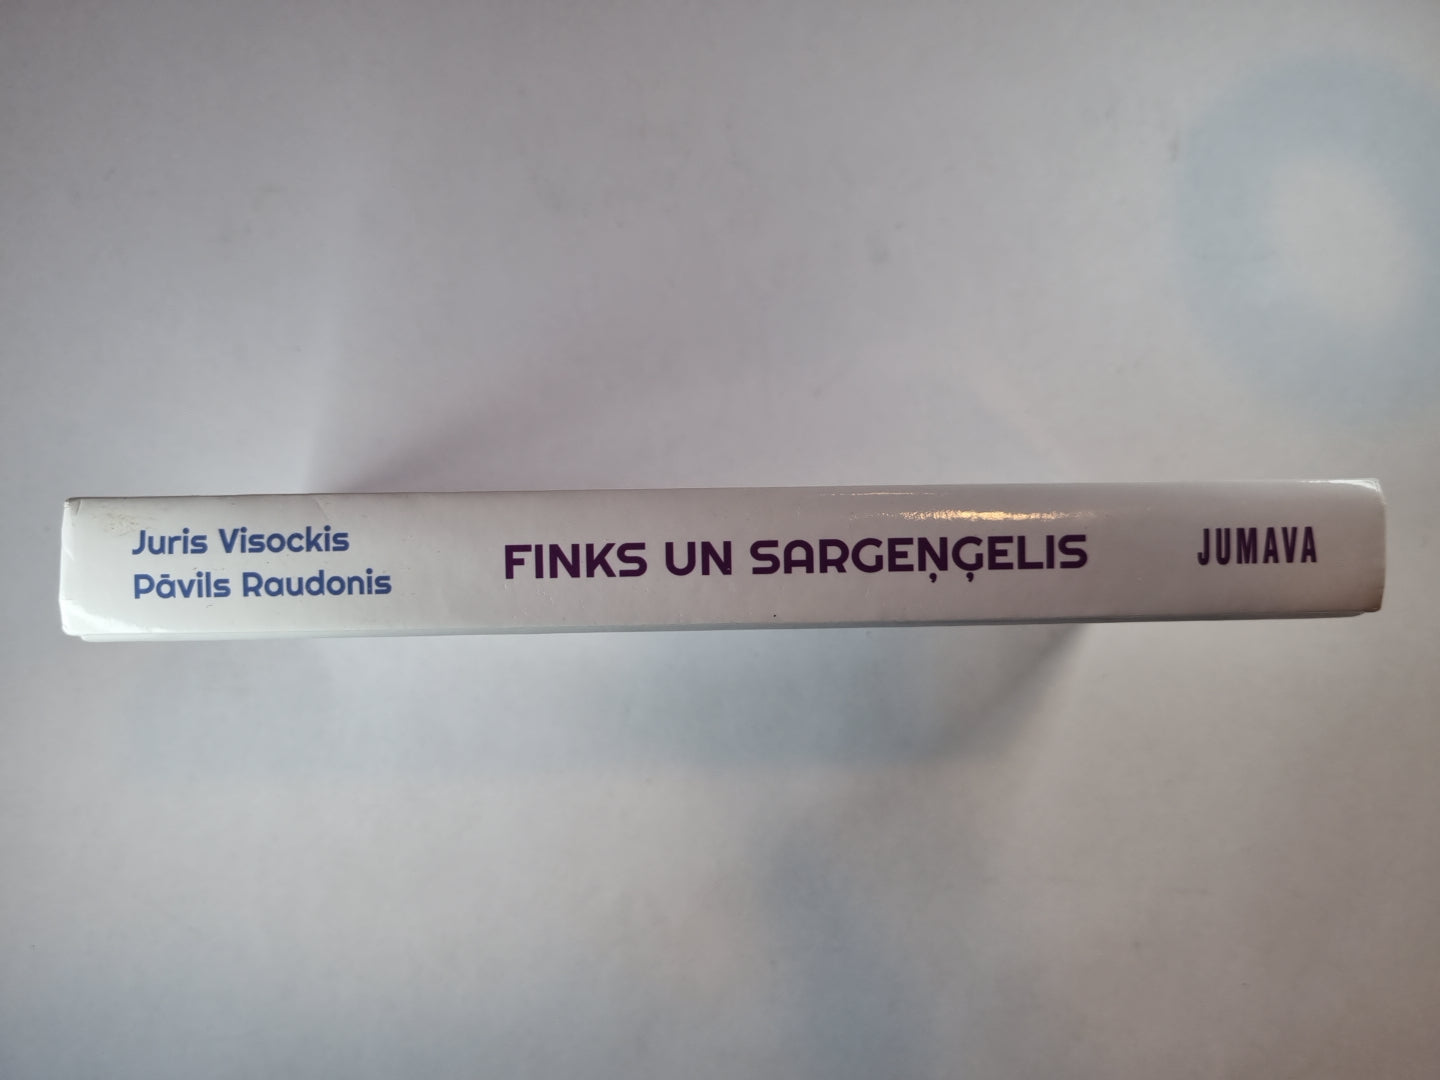 Juris Visockis
Pāvils Raudonis
FINKS UN SARGEŅĢELIS
JUMAVA